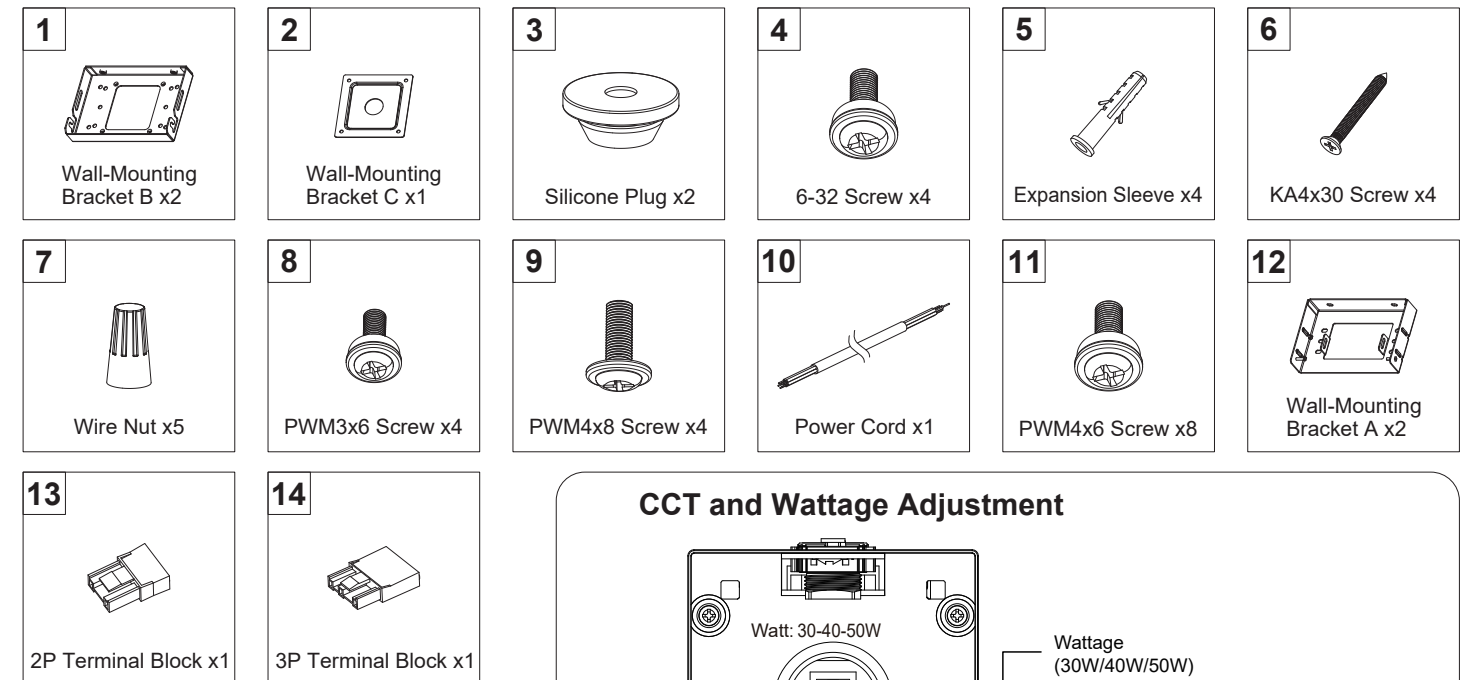 1
Wall-Mounting
Bracket B x2
2
Wall-Mounting
Bracket C x1
3
Silicone Plug x2
4
6-32 Screw x4
5
Expansion Sleeve x4
6
KA4x30 Screw x4
7
Wire Nut x5
8
PWM3x6 Screw x4
9
PWM4x8 Screw x4
10
Power Cord x1
11
PWM4x6 Screw x8
12
Wall-Mounting
Bracket A x2
13
2P Terminal Block x1
14
3P Terminal Block x1
CCT and Wattage Adjustment
Watt: 30-40-50W
Wattage
(30W/40W/50W)